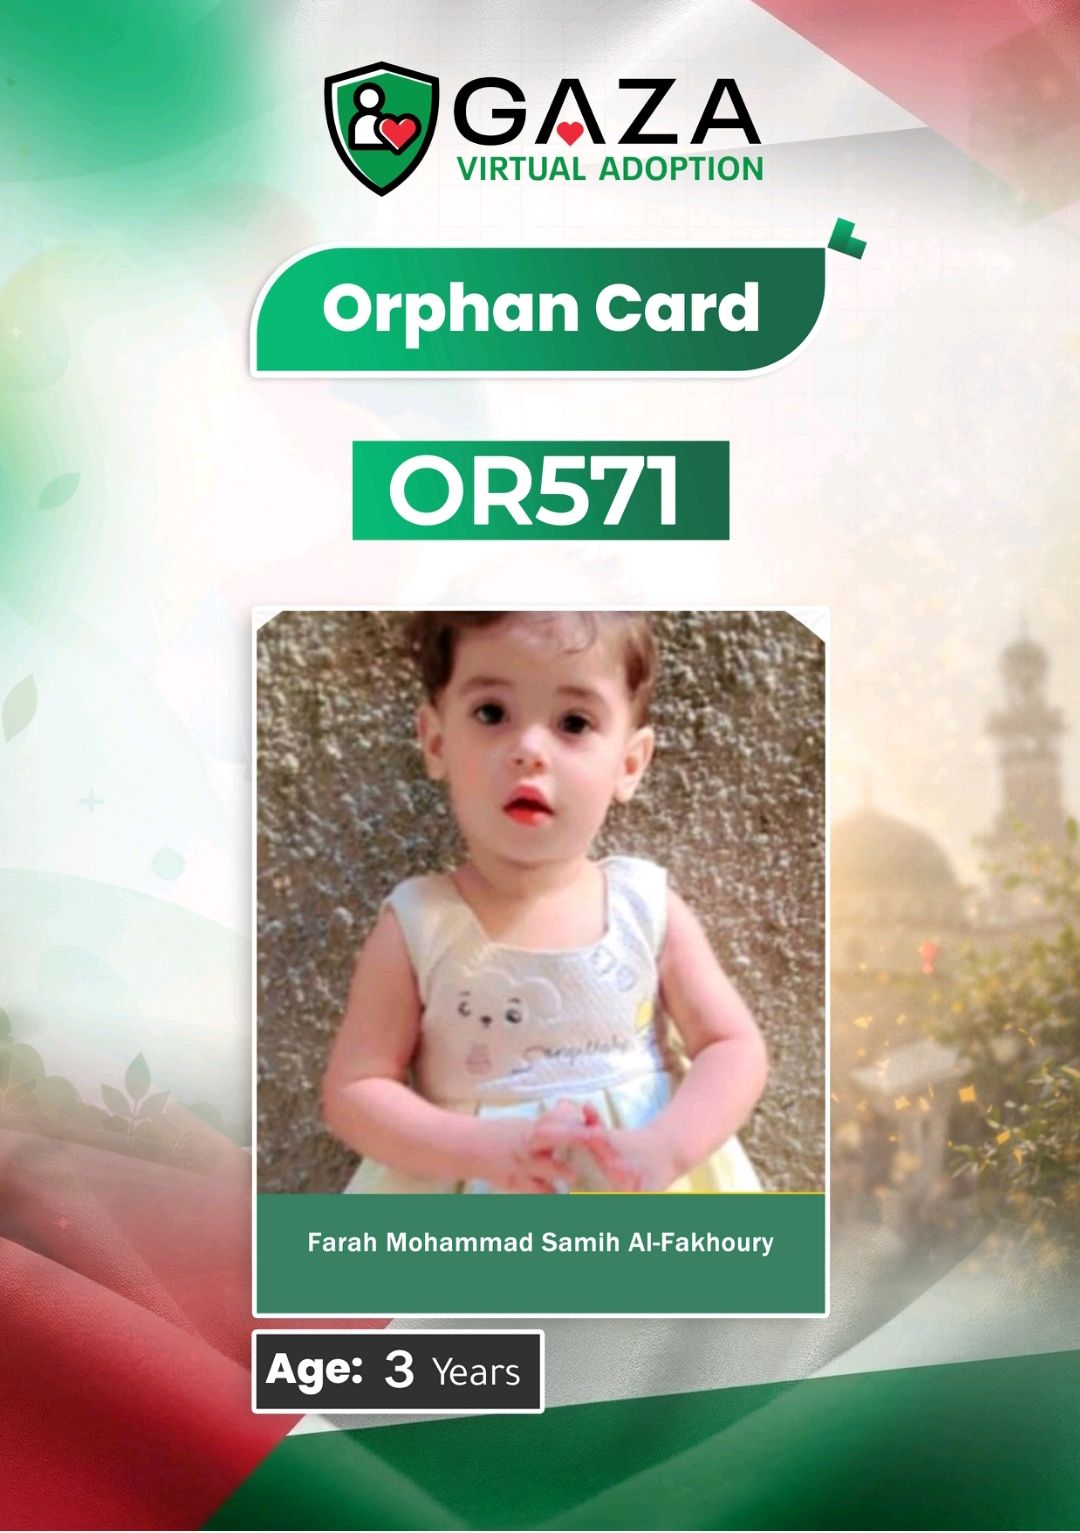 GAZA
VIRTUAL ADOPTION
Orphan Card
OR571
Farah Mohammad Samih Al-Fakhoury
Age: 3 Years